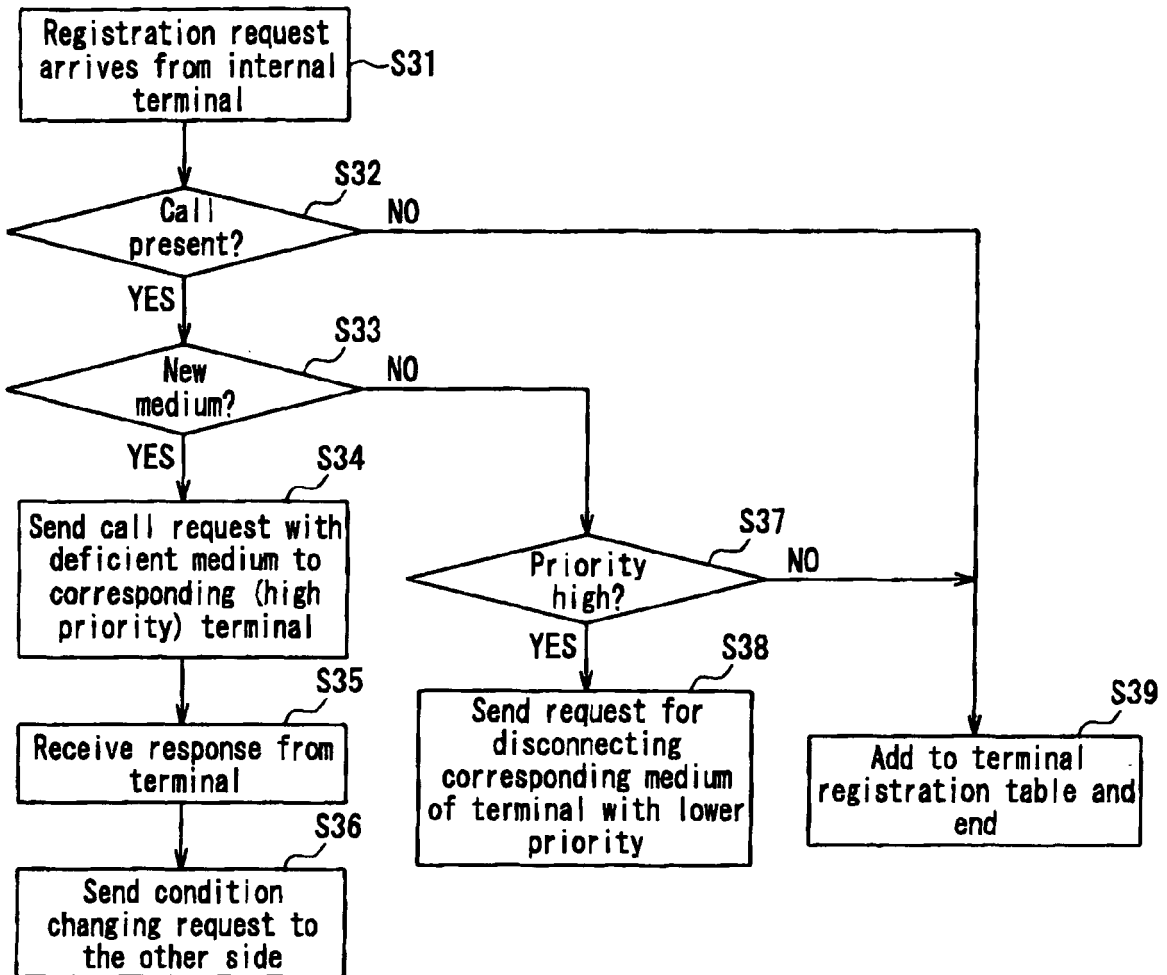 Registration request
arrives from internal
terminal
S31
S32
Call
present?
NO
YES
S33
New
medium?
NO
YES
S34
Send call request with
deficient medium to
corresponding (high
priority) terminal
S37
Priority
high?
NO
YES
S35
Receive response from
terminal
S38
Send request for
disconnecting
corresponding medium
of terminal with lower
priority
S39
Add to terminal
registration table and
end
S36
Send condition
changing request to
the other side